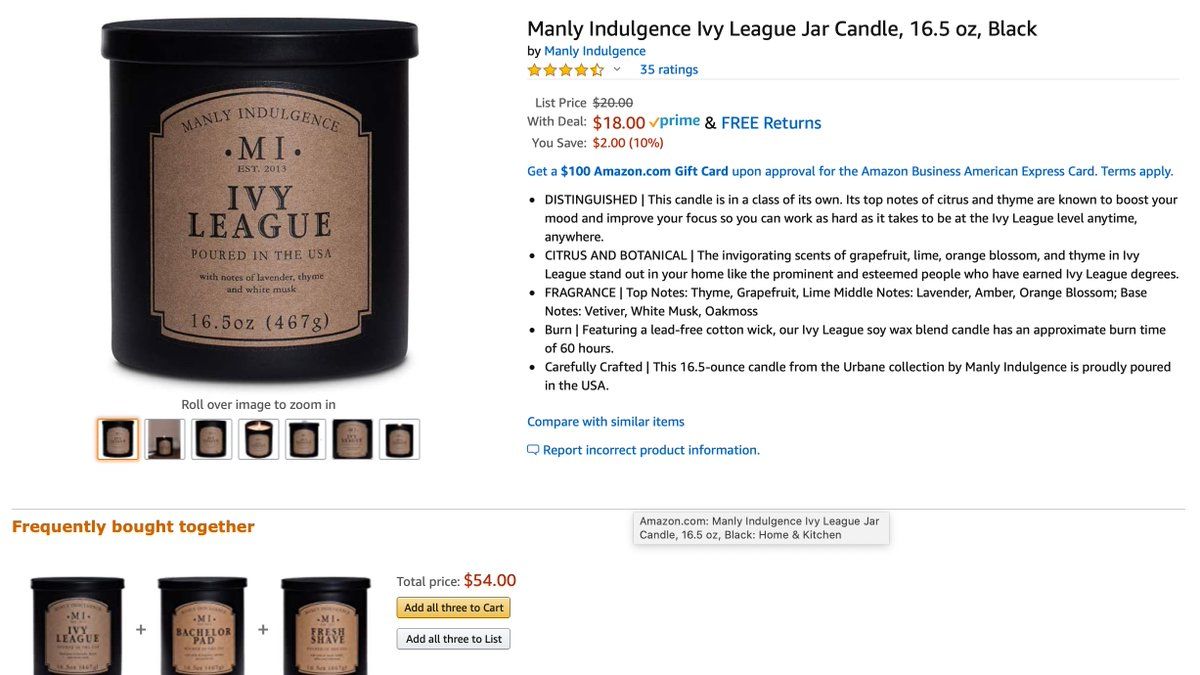 MANLY INDULGENCE
• MI •
EST. 2013
IVY
LEAGUE
POURED IN THE USA
with notes of lavender, thyme
and white musk
16.5oz (467g)
Roll over image to zoom in
Manly Indulgence Ivy League Jar Candle, 16.5 oz, Black
by Manly Indulgence
35 ratings
List Price $20.00
With Deal: $18.00 prime & FREE Returns
You Save: $2.00 (10%)
Get a $100 Amazon.com Gift Card upon approval for the Amazon Business American Express Card. Terms apply.
• DISTINGUISHED | This candle is in a class of its own. Its top notes of citrus and thyme are known to boost your
mood and improve your focus so you can work as hard as it takes to be at the Ivy League level anytime,
anywhere.
• CITRUS AND BOTANICAL | The invigorating scents of grapefruit, lime, orange blossom, and thyme in Ivy
League stand out in your home like the prominent and esteemed people who have earned Ivy League degrees.
• FRAGRANCE | Top Notes: Thyme, Grapefruit, Lime Middle Notes: Lavender, Amber, Orange Blossom; Base
Notes: Vetiver, White Musk, Oakmoss
• Burn | Featuring a lead-free cotton wick, our Ivy League soy wax blend candle has an approximate burn time
of 60 hours.
• Carefully Crafted | This 16.5-ounce candle from the Urbane collection by Manly Indulgence is proudly poured
in the USA.
Compare with similar items
Report incorrect product information.
Frequently bought together
Amazon.com: Manly Indulgence Ivy League Jar
Candle, 16.5 oz, Black: Home & Kitchen
• MI •
IVY
LEAGUE
+
• MI •
BACHELOR
PAD
+
• MI •
FRESH
SHAVE
Total price: $54.00
Add all three to Cart
Add all three to List